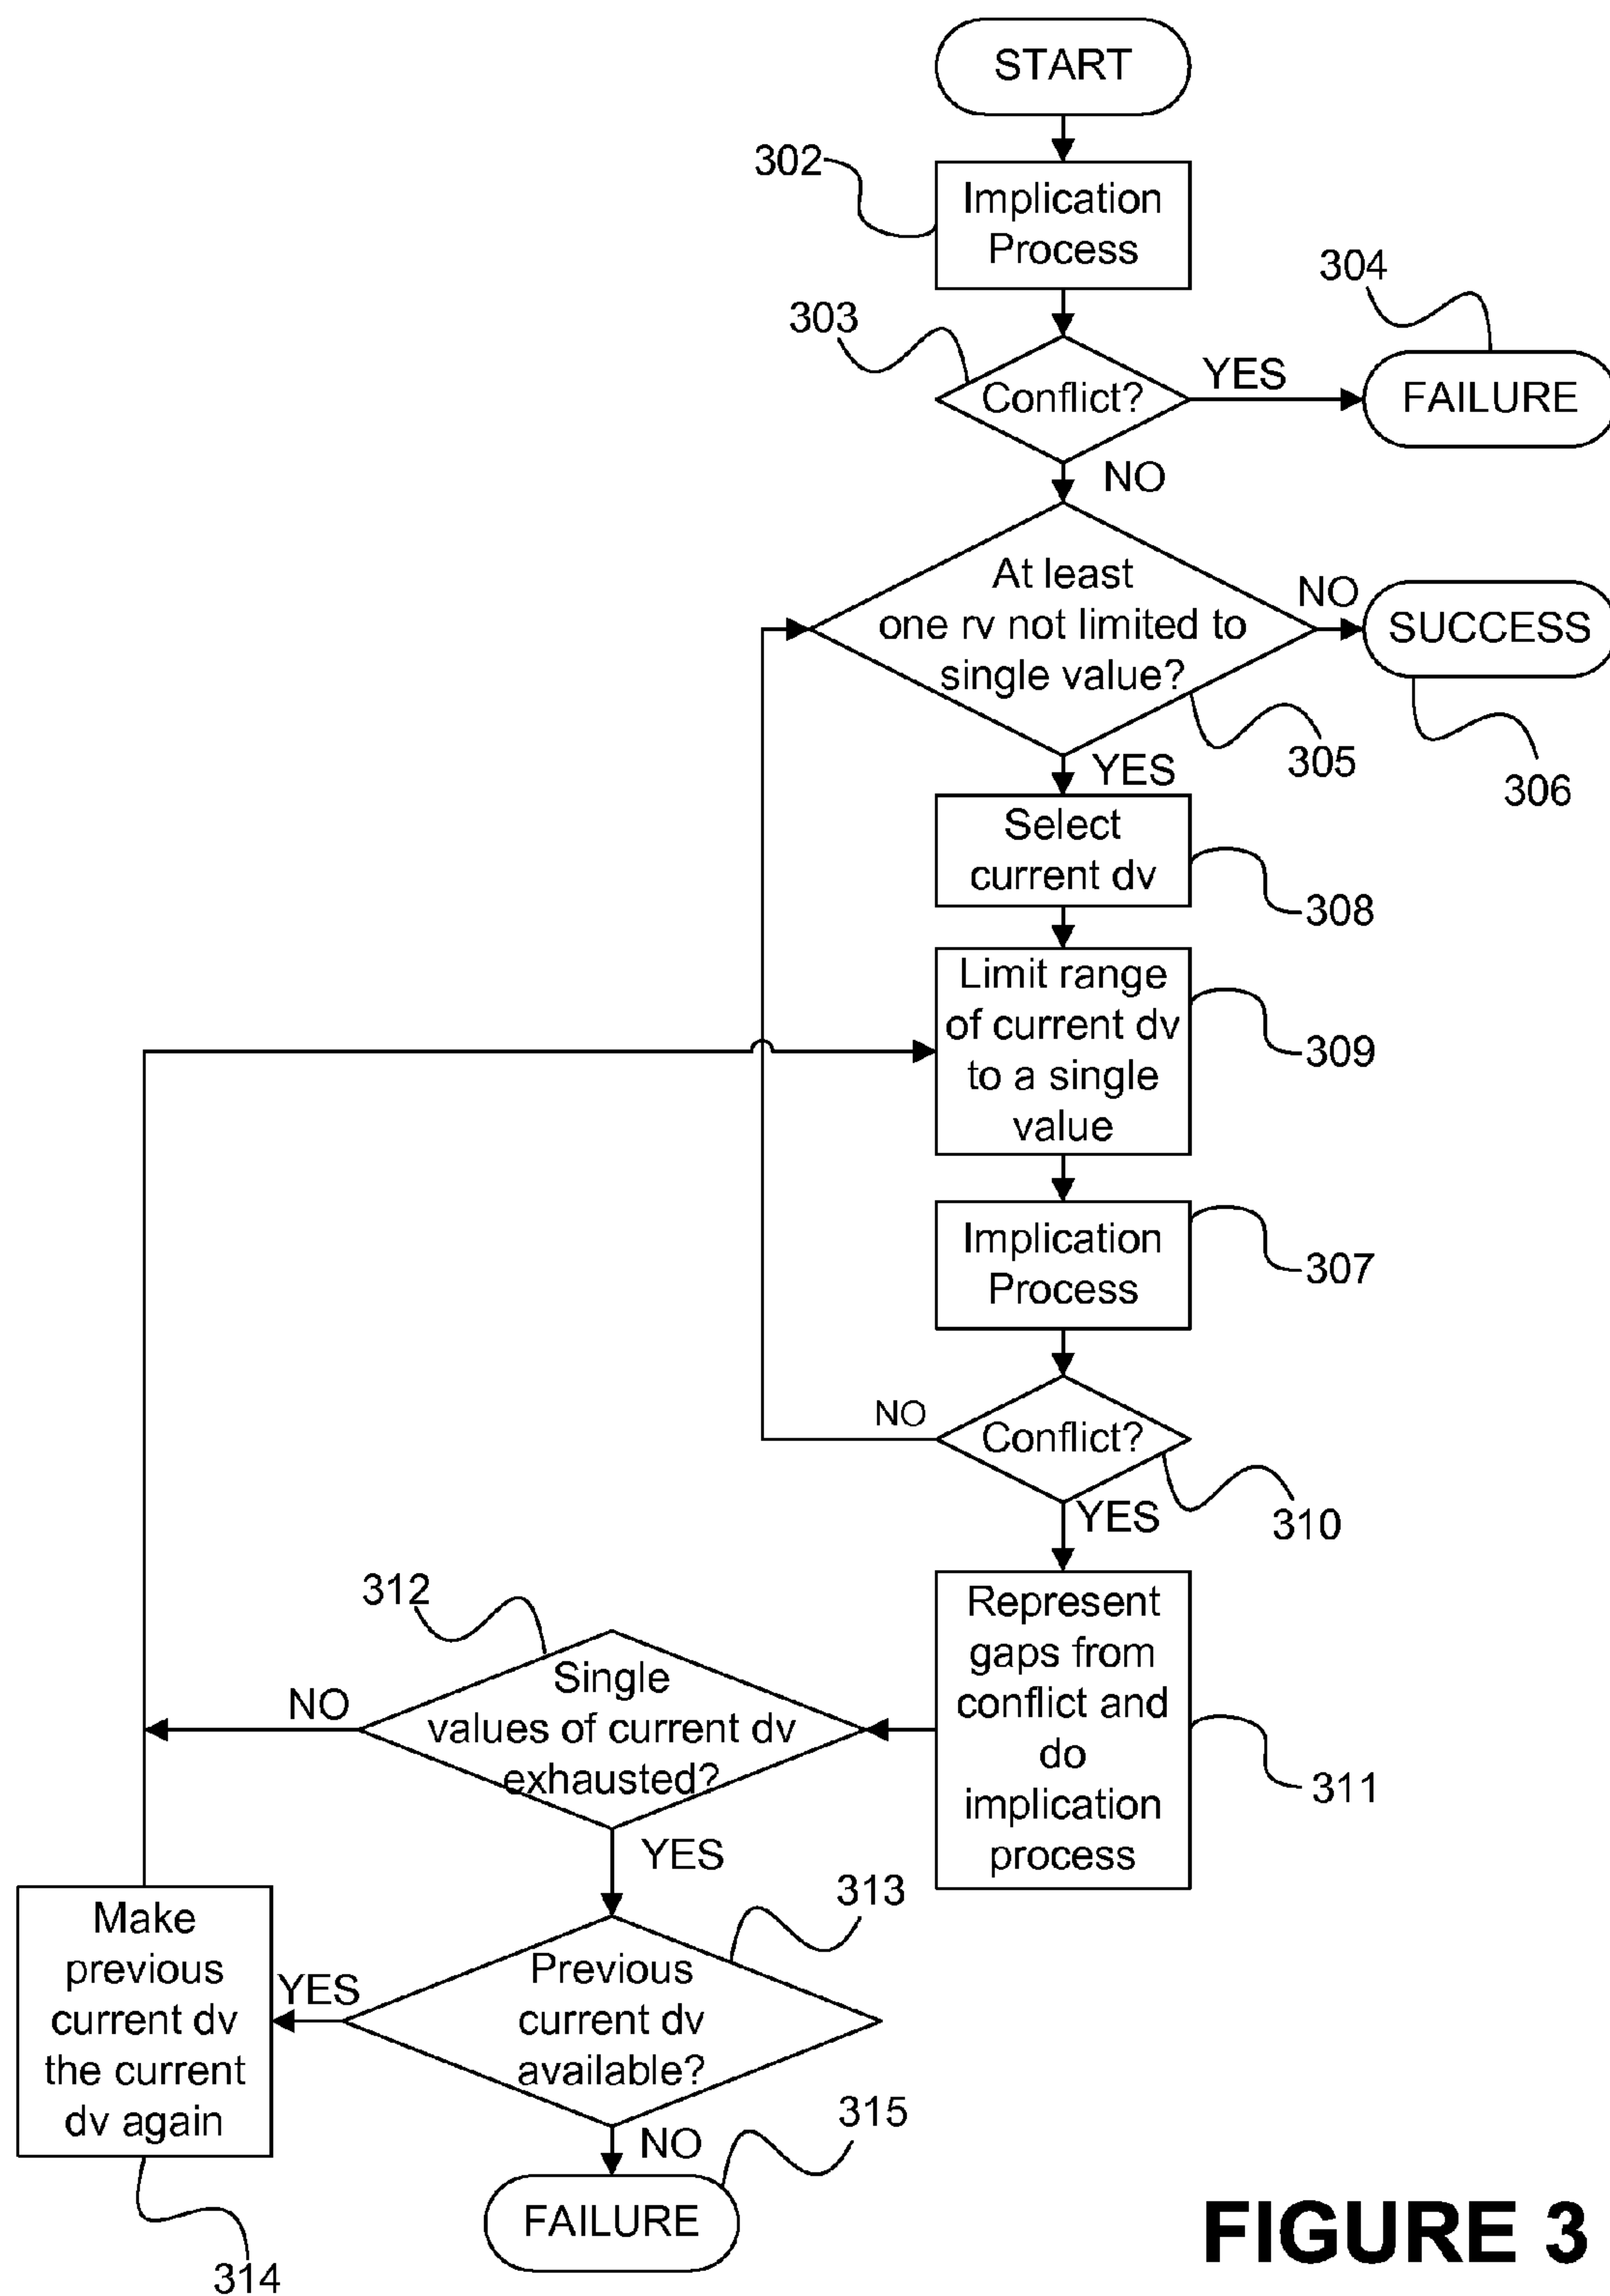 START
302
Implication
Process
304
303
Conflict?
YES
FAILURE
NO
At least
one rv not limited to
single value?
NO
SUCCESS
305
306
YES
Select
current dv
308
Limit range
of current dv
to a single
value
309
Implication
Process
307
NO
Conflict?
310
YES
Represent
gaps from
conflict and
do
implication
process
311
312
Single
values of current dv
exhausted?
NO
YES
313
Previous
current dv
available?
YES
Make
previous
current dv
the current
dv again
314
NO
315
FAILURE
FIGURE 3